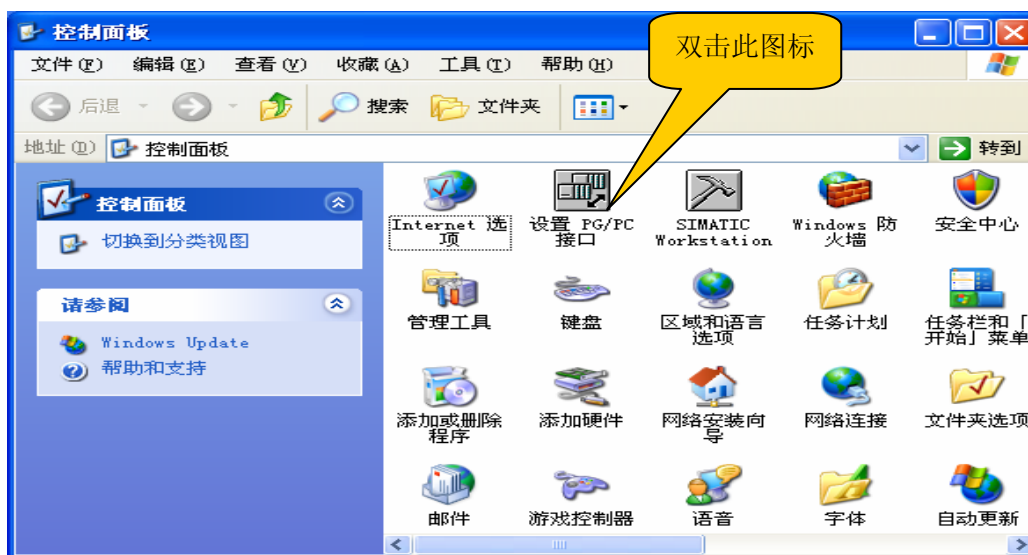 控制面板
双击此图标
文件(F) 编辑(E) 查看(V) 收藏(A) 工具(T) 帮助(H)
后退 搜索 文件夹
地址(D) 控制面板 转到
控制面板
切换到分类视图
请参阅
Windows Update
帮助和支持
Internet 选 设置 PG/PC SIMATIC Windows 防 安全中心
项 接口 Workstation 火墙
管理工具 键盘 区域和语言 任务计划 任务栏和「
选项 开始」菜单
添加或删除 添加硬件 网络安装向 网络连接 文件夹选项
程序 导
邮件 游戏控制器 语音 字体 自动更新